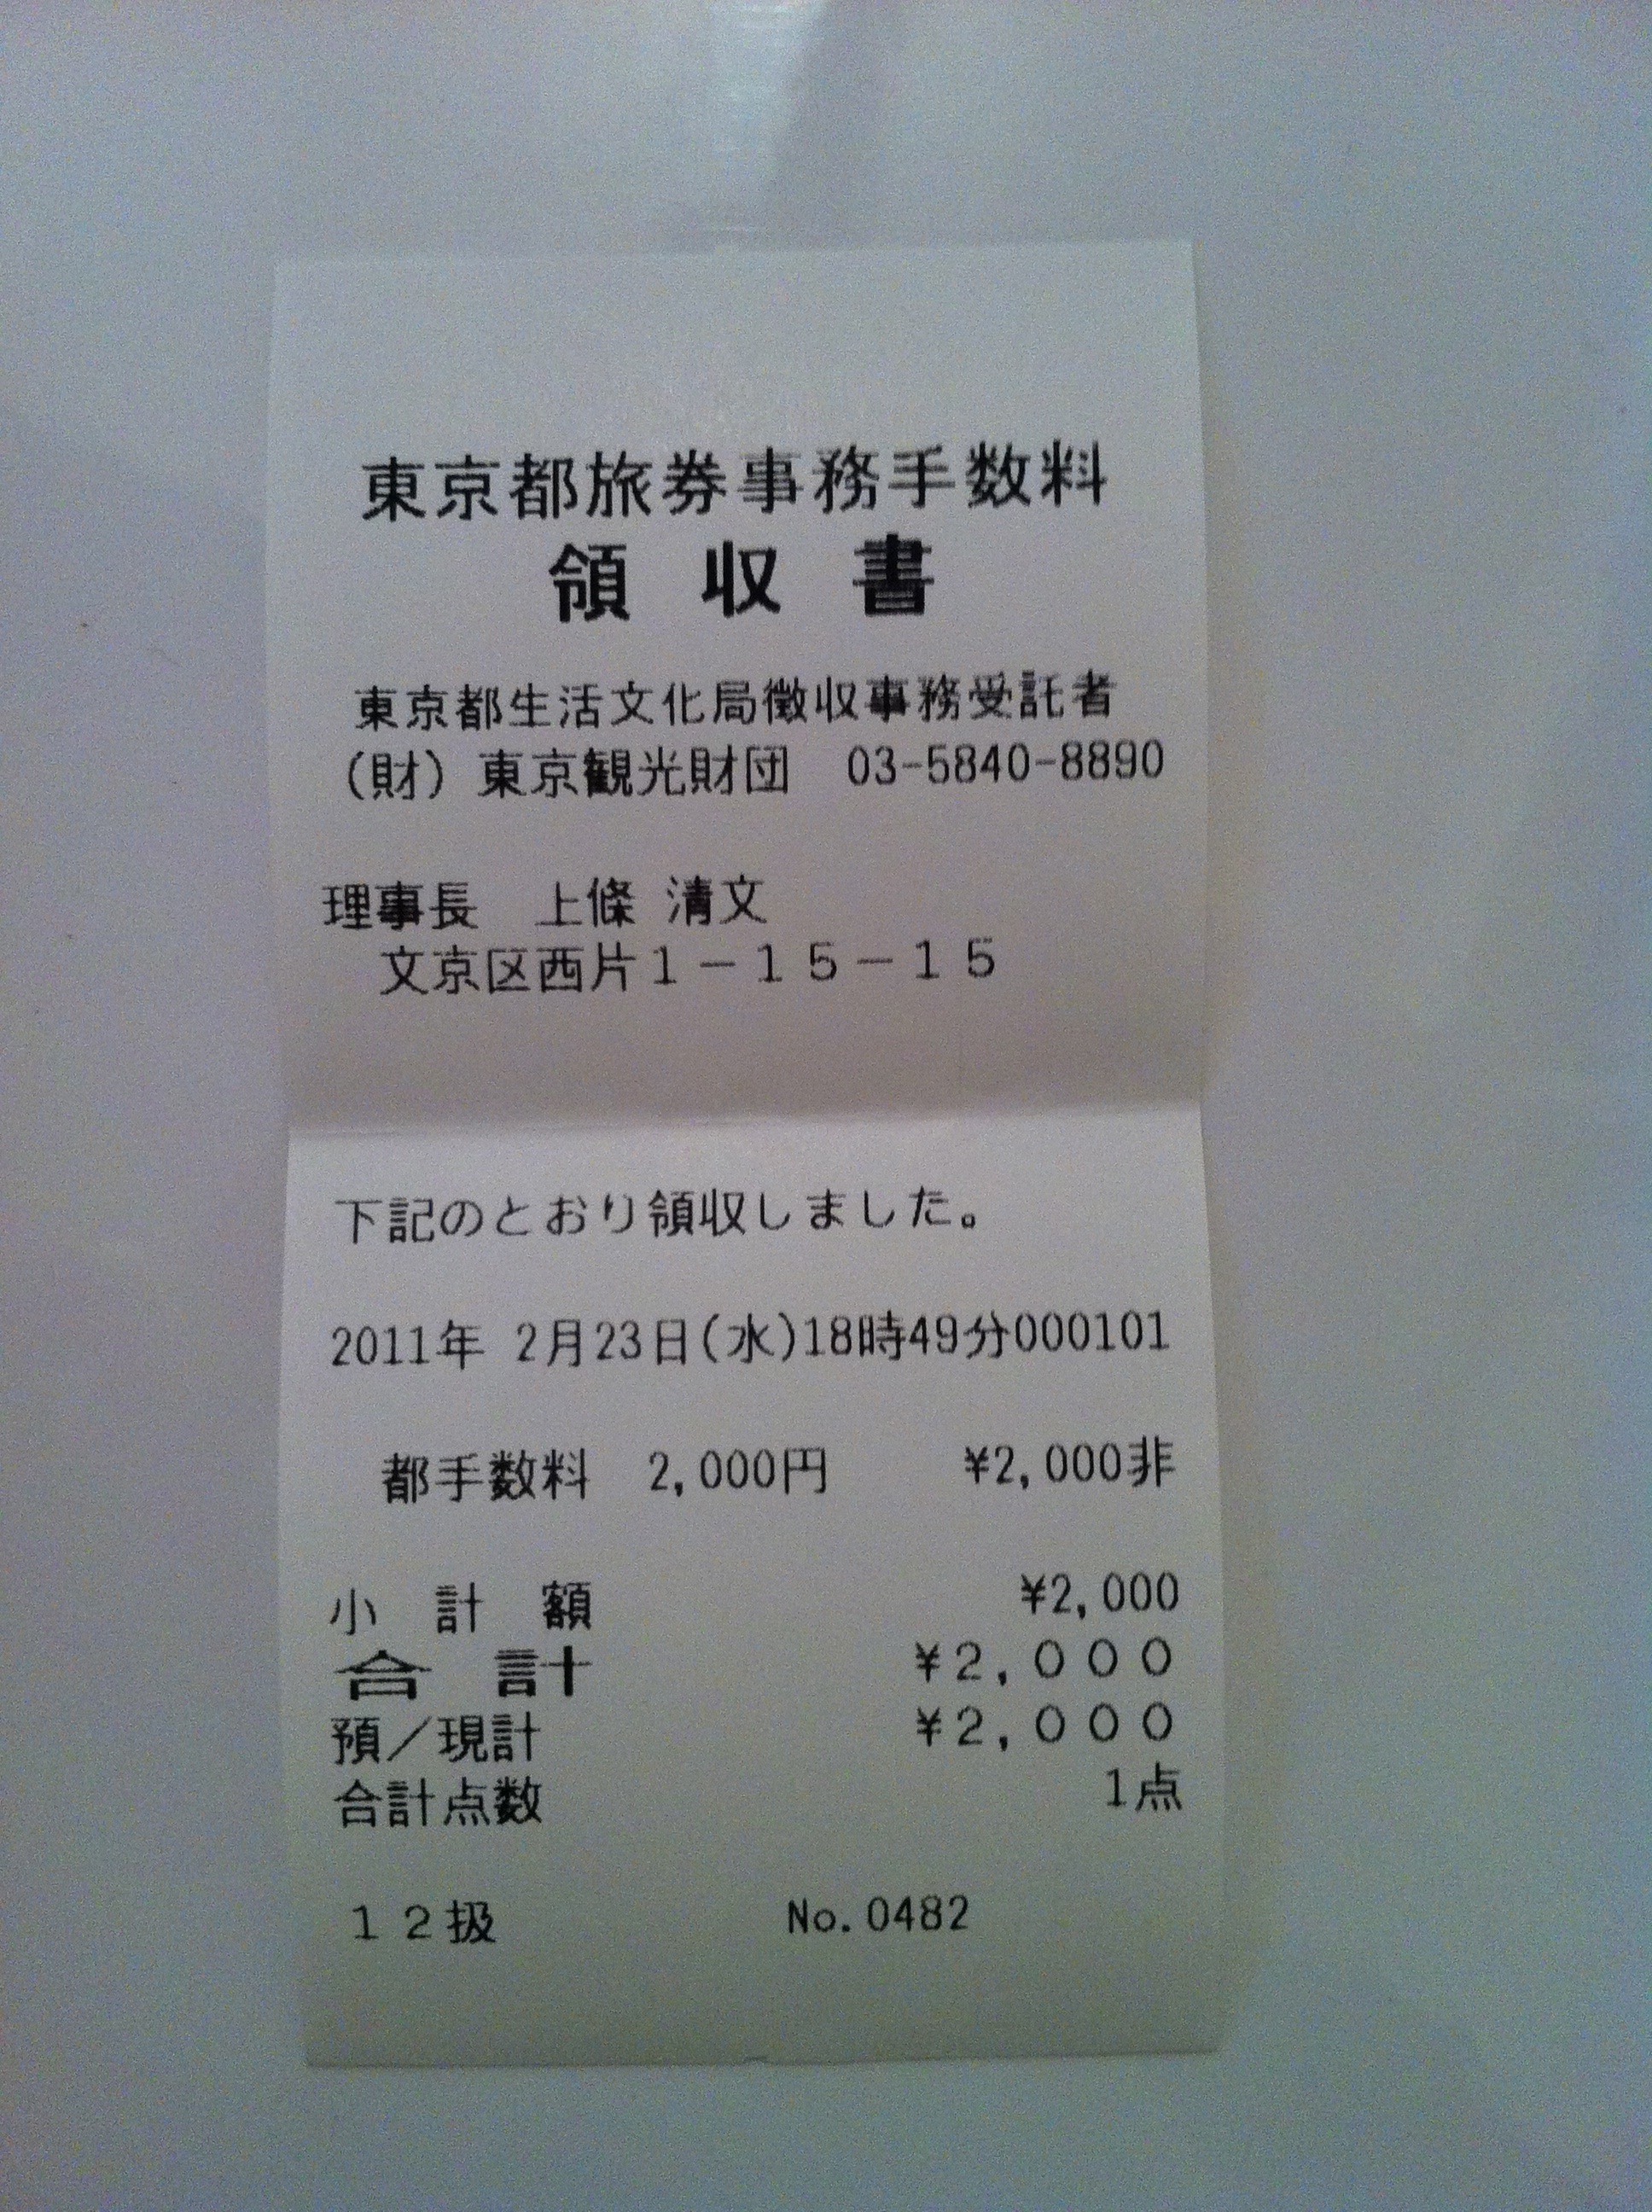 東京都旅券事務手数料
領収書
東京都生活文化局徴収事務受託者
(財) 東京観光財団 03-5840-8890
理事長 上條 清文
文京区西片1－15－15
下記のとおり領収しました。
2011年 2月23日(水)18時49分000101
都手数料 2,000円 ¥2,000非
小計額 ¥2,000
合計 ¥2,000
預／現計 ¥2,000
合計点数 1点
12扱 No.0482